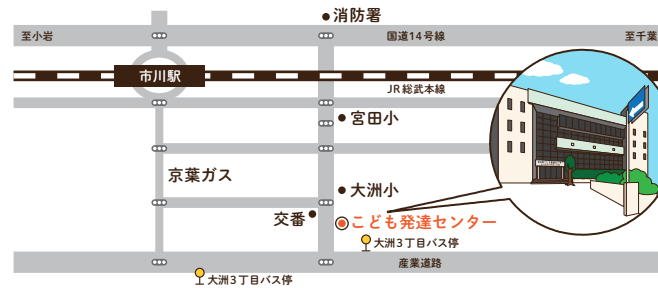 消防署
至小岩
国道14号線
至千葉
市川駅
JR総武本線
宮田小
京葉ガス
大洲小
交番
こども発達センター
大洲3丁目バス停
産業道路
大洲3丁目バス停